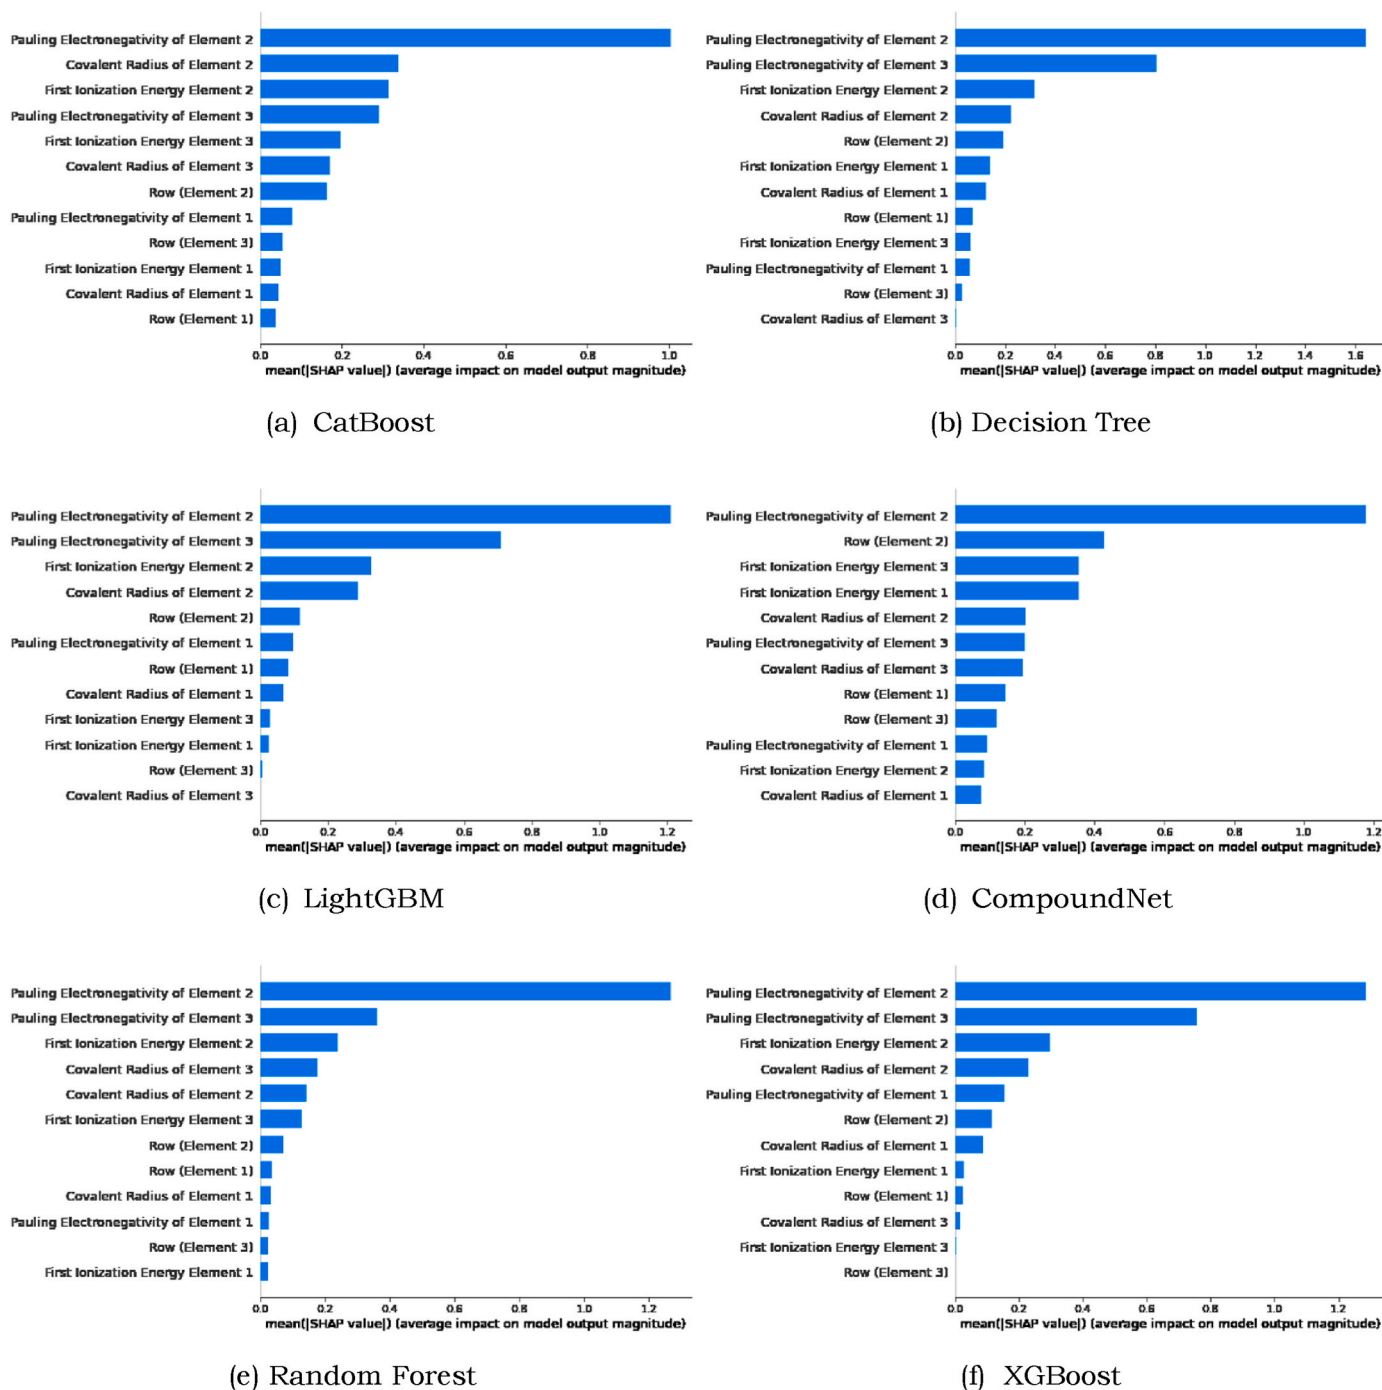 Pauling Electronegativity of Element 2
Covalent Radius of Element 2
First Ionization Energy Element 2
Pauling Electronegativity of Element 3
First Ionization Energy Element 3
Covalent Radius of Element 3
Row (Element 2)
Pauling Electronegativity of Element 1
Row (Element 3)
First Ionization Energy Element 1
Covalent Radius of Element 1
Row (Element 1)
0.0 0.2 0.4 0.6 0.8 1.0
mean(|SHAP value|) (average impact on model output magnitude)
(a) CatBoost
Pauling Electronegativity of Element 2
Pauling Electronegativity of Element 3
First Ionization Energy Element 2
Covalent Radius of Element 2
Row (Element 2)
First Ionization Energy Element 1
Covalent Radius of Element 1
Row (Element 1)
First Ionization Energy Element 3
Pauling Electronegativity of Element 1
Row (Element 3)
Covalent Radius of Element 3
0.0 0.2 0.4 0.6 0.8 1.0 1.2 1.4 1.6
mean(|SHAP value|) (average impact on model output magnitude)
(b) Decision Tree
Pauling Electronegativity of Element 2
Pauling Electronegativity of Element 3
First Ionization Energy Element 2
Covalent Radius of Element 2
Row (Element 2)
Pauling Electronegativity of Element 1
Row (Element 1)
Covalent Radius of Element 1
First Ionization Energy Element 3
First Ionization Energy Element 1
Row (Element 3)
Covalent Radius of Element 3
0.0 0.2 0.4 0.6 0.8 1.0 1.2
mean(|SHAP value|) (average impact on model output magnitude)
(c) LightGBM
Pauling Electronegativity of Element 2
Row (Element 2)
First Ionization Energy Element 3
First Ionization Energy Element 1
Covalent Radius of Element 2
Pauling Electronegativity of Element 3
Covalent Radius of Element 3
Row (Element 1)
Row (Element 3)
Pauling Electronegativity of Element 1
First Ionization Energy Element 2
Covalent Radius of Element 1
0.0 0.2 0.4 0.6 0.8 1.0 1.2
mean(|SHAP value|) (average impact on model output magnitude)
(d) CompoundNet
Pauling Electronegativity of Element 2
Pauling Electronegativity of Element 3
First Ionization Energy Element 2
Covalent Radius of Element 3
Covalent Radius of Element 2
First Ionization Energy Element 3
Row (Element 2)
Row (Element 1)
Covalent Radius of Element 1
Pauling Electronegativity of Element 1
Row (Element 3)
First Ionization Energy Element 1
0.0 0.2 0.4 0.6 0.8 1.0 1.2
mean(|SHAP value|) (average impact on model output magnitude)
(e) Random Forest
Pauling Electronegativity of Element 2
Pauling Electronegativity of Element 3
First Ionization Energy Element 2
Covalent Radius of Element 2
Pauling Electronegativity of Element 1
Row (Element 2)
Covalent Radius of Element 1
First Ionization Energy Element 1
Row (Element 1)
Covalent Radius of Element 3
First Ionization Energy Element 3
Row (Element 3)
0.0 0.2 0.4 0.6 0.8 1.0 1.2
mean(|SHAP value|) (average impact on model output magnitude)
(f) XGBoost